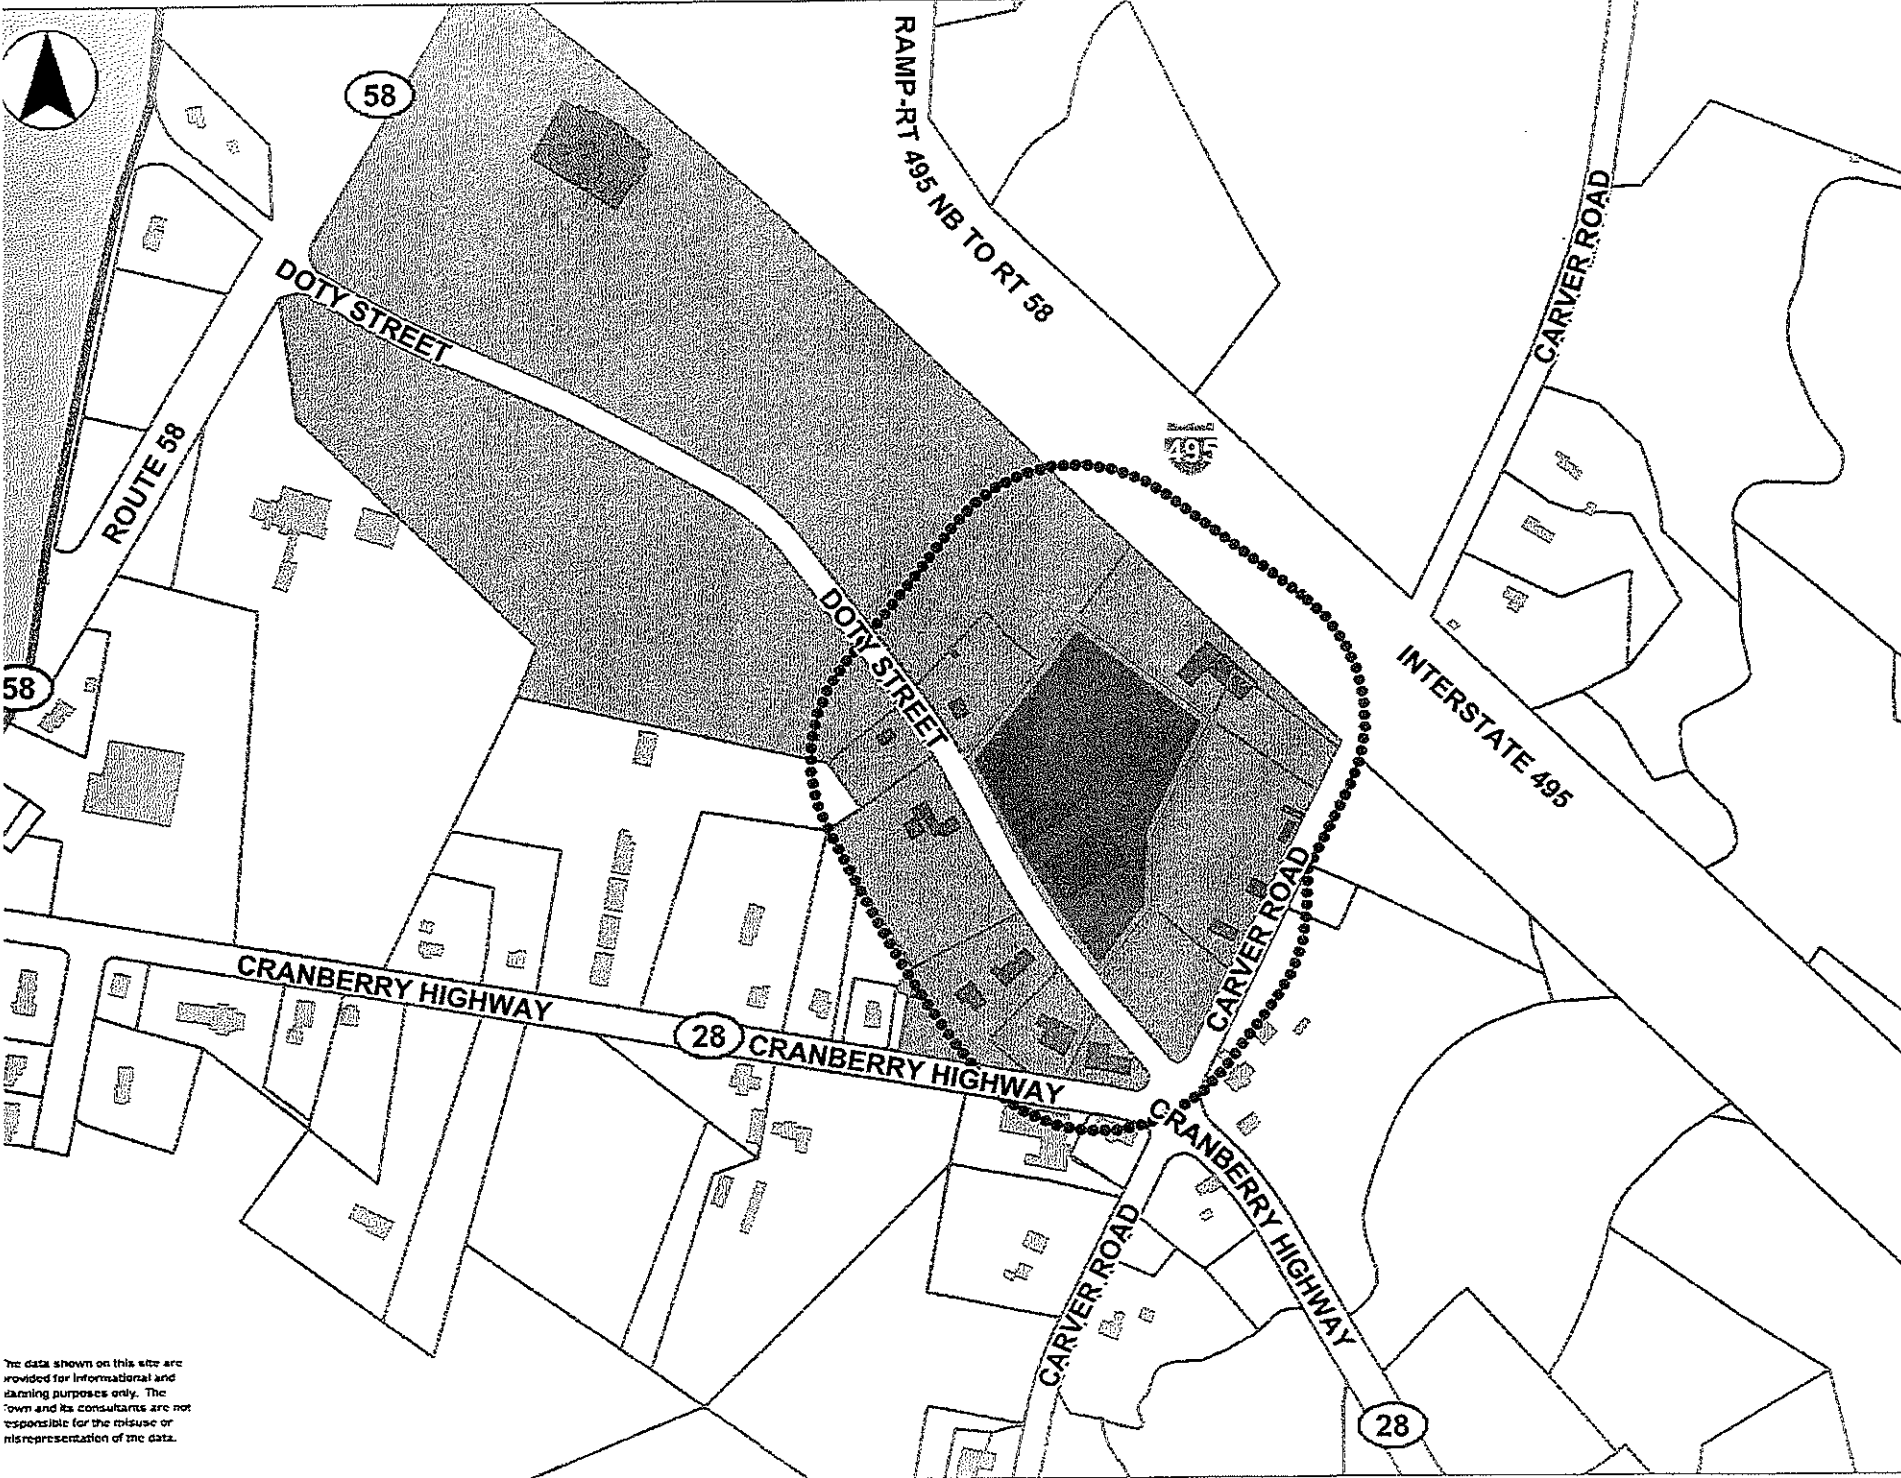 58
RAMP-RT 495 NB TO RT 58
CARVER ROAD
DOTY STREET
ROUTE 58
495
DOTY STREET
58
INTERSTATE 495
CARVER ROAD
CRANBERRY HIGHWAY
28
CRANBERRY HIGHWAY
CRANBERRY HIGHWAY
CARVER ROAD
28
he data shown on this site are
rovided for informational and
lanning purposes only. The
own and its consultants are not
esponsible for the misuse or
misrepresentation of the data.